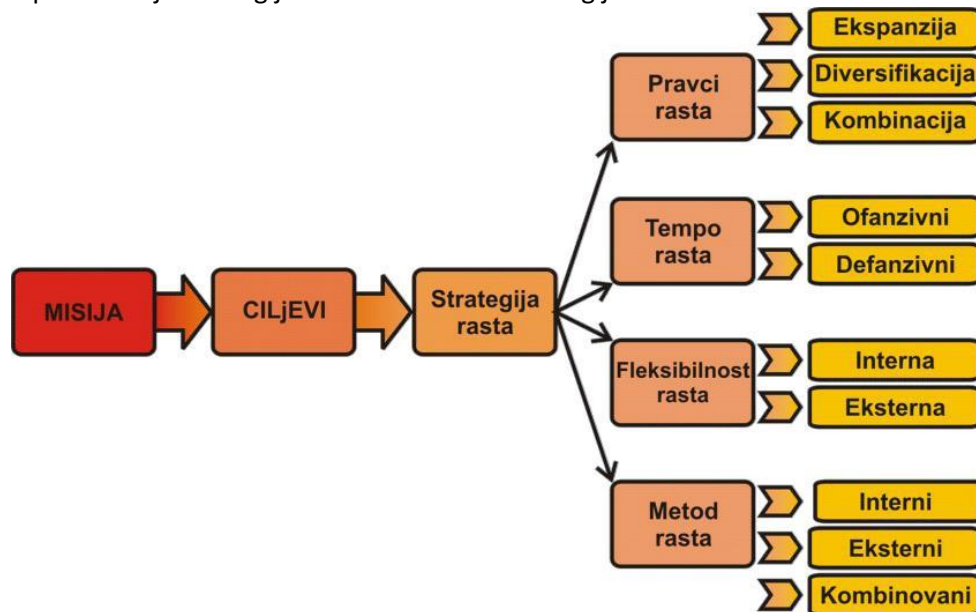 Ekspanzija
Pravci
rasta
Diversifikacija
Kombinacija
Tempo
rasta
Ofanzivni
Defanzivni
MISIJA
CILjEVI
Strategija
rasta
Fleksibilnost
rasta
Interna
Eksterna
Metod
rasta
Interni
Eksterni
Kombinovani